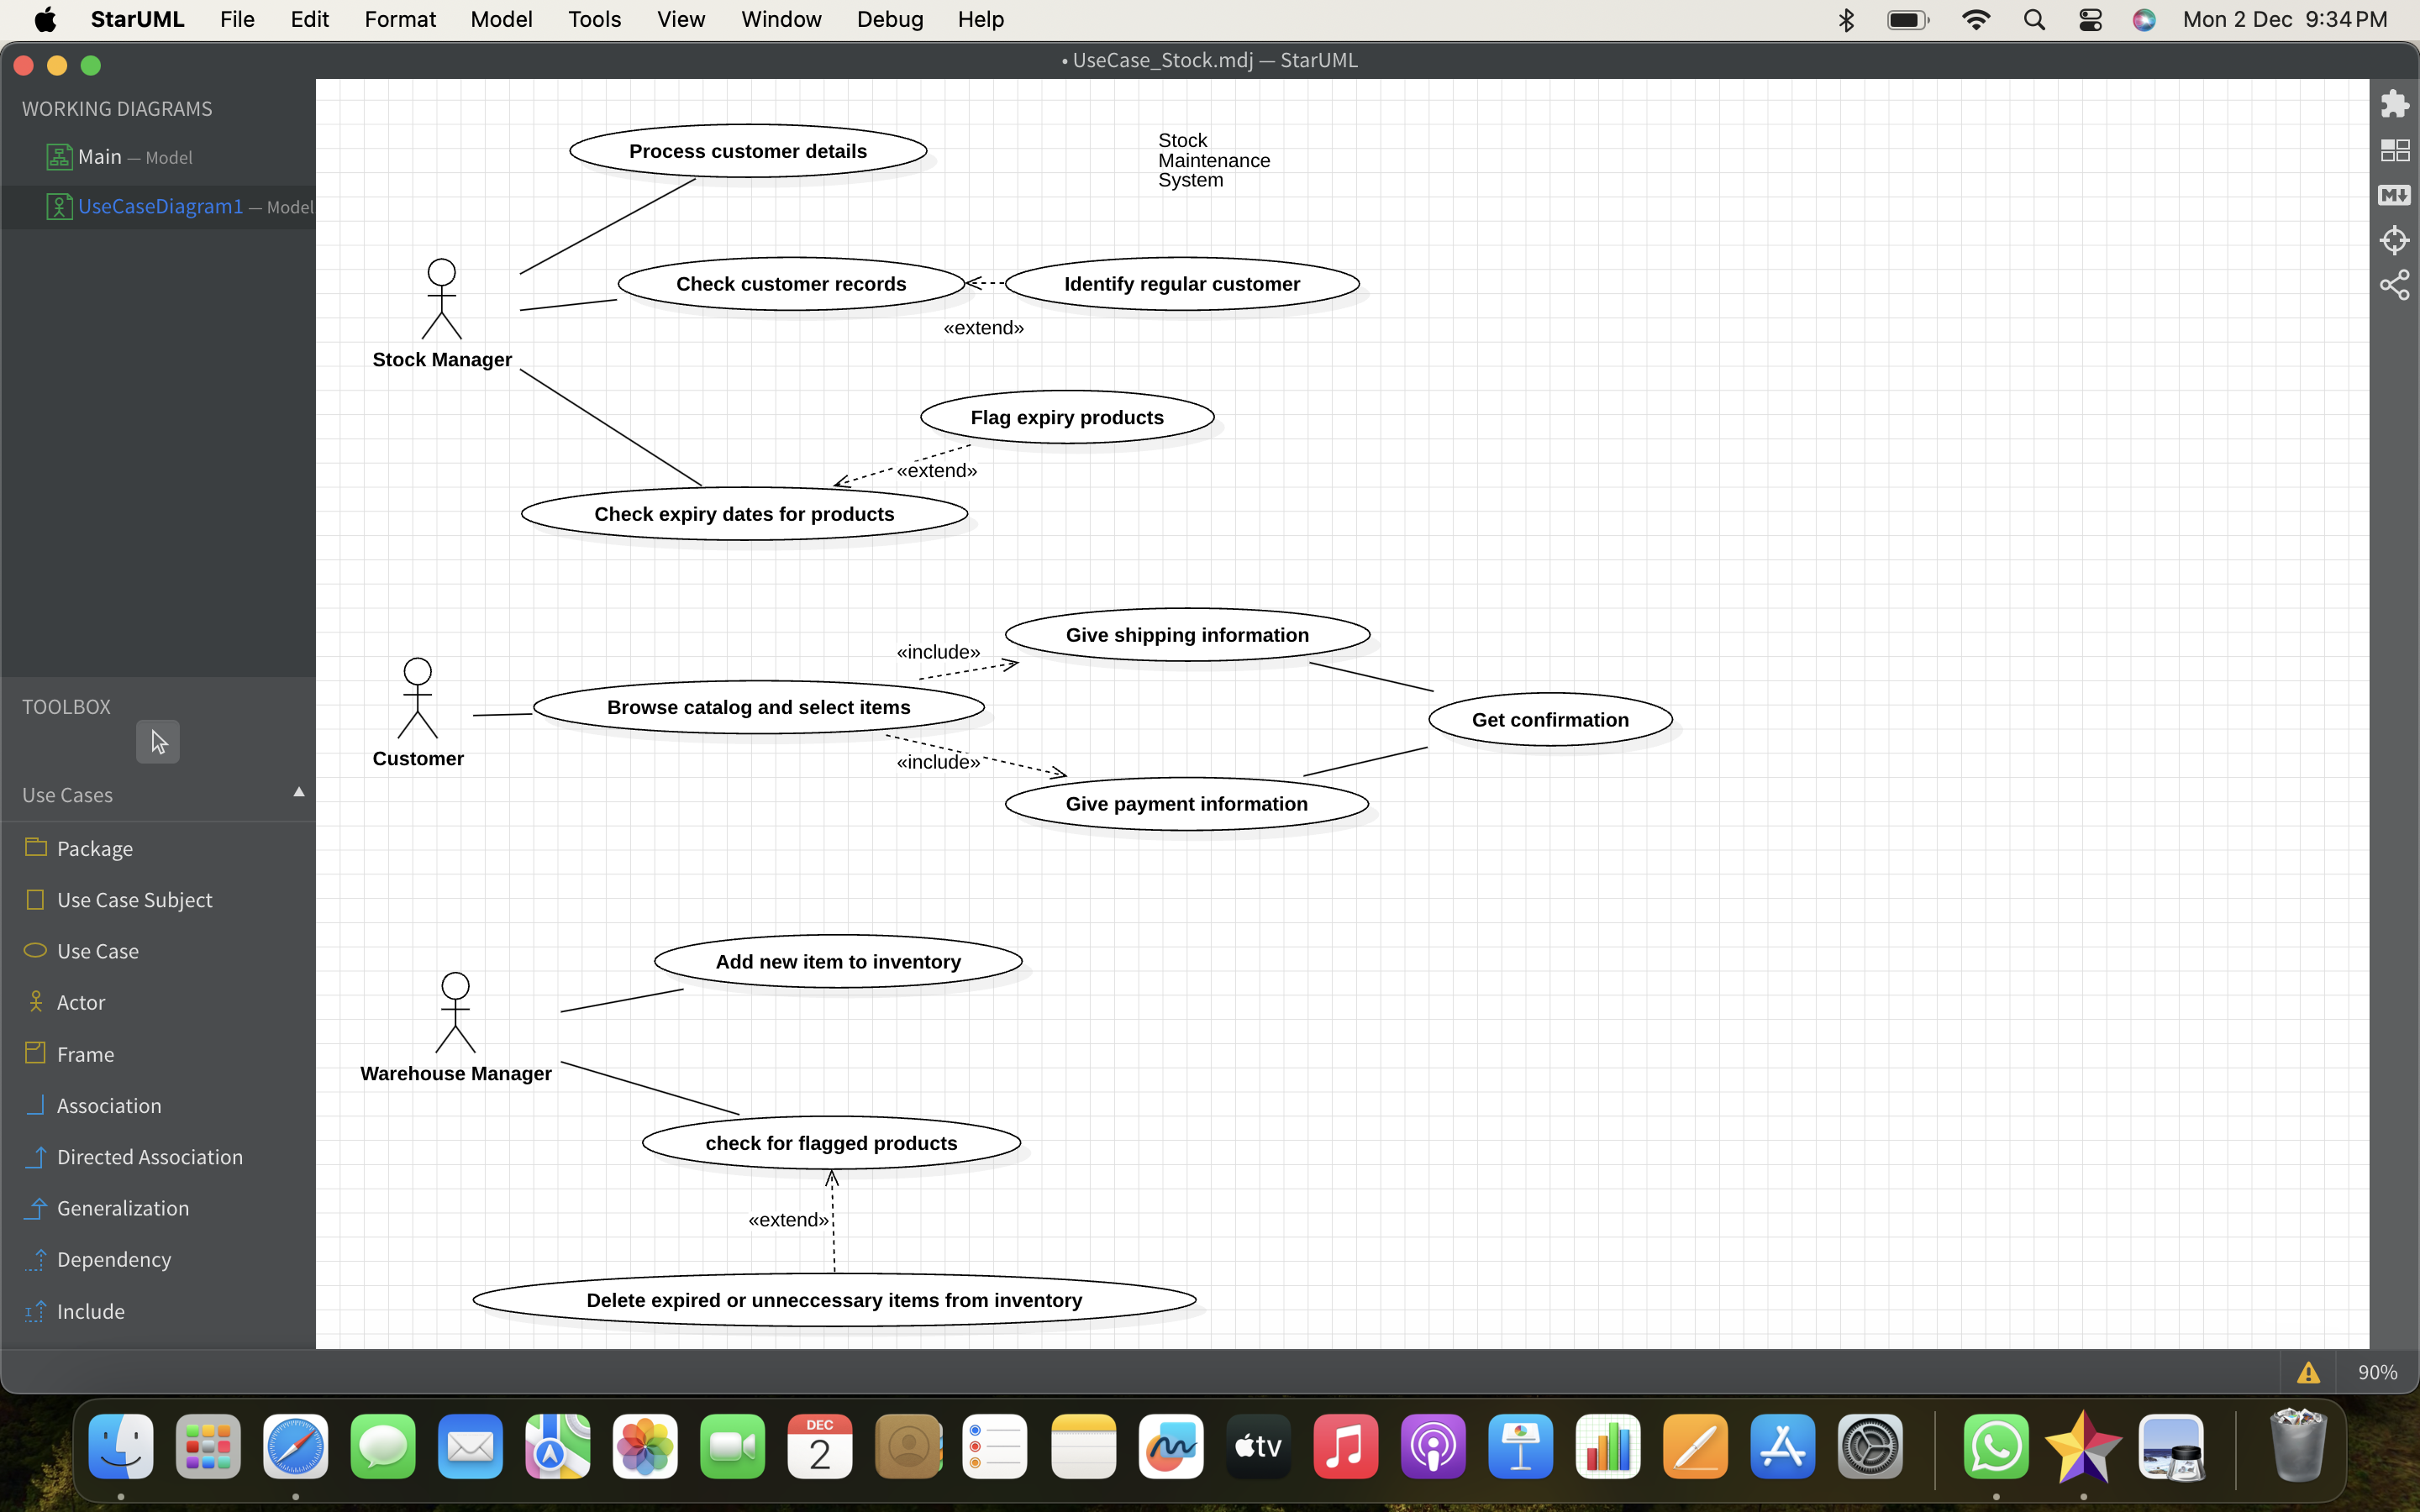 StarUML File Edit Format Model Tools View Window Debug Help Mon 2 Dec 9:34 PM
• UseCase_Stock.mdj — StarUML
WORKING DIAGRAMS
Main — Model
UseCaseDiagram1 — Model
TOOLBOX
Use Cases
Package
Use Case Subject
Use Case
Actor
Frame
Association
Directed Association
Generalization
Dependency
Include
Process customer details
Stock
Maintenance
System
Check customer records
Identify regular customer
«extend»
Stock Manager
Flag expiry products
«extend»
Check expiry dates for products
Give shipping information
«include»
Browse catalog and select items
Get confirmation
Customer
«include»
Give payment information
Add new item to inventory
Warehouse Manager
check for flagged products
«extend»
Delete expired or unneccessary items from inventory
M
90%
DEC
2
tv